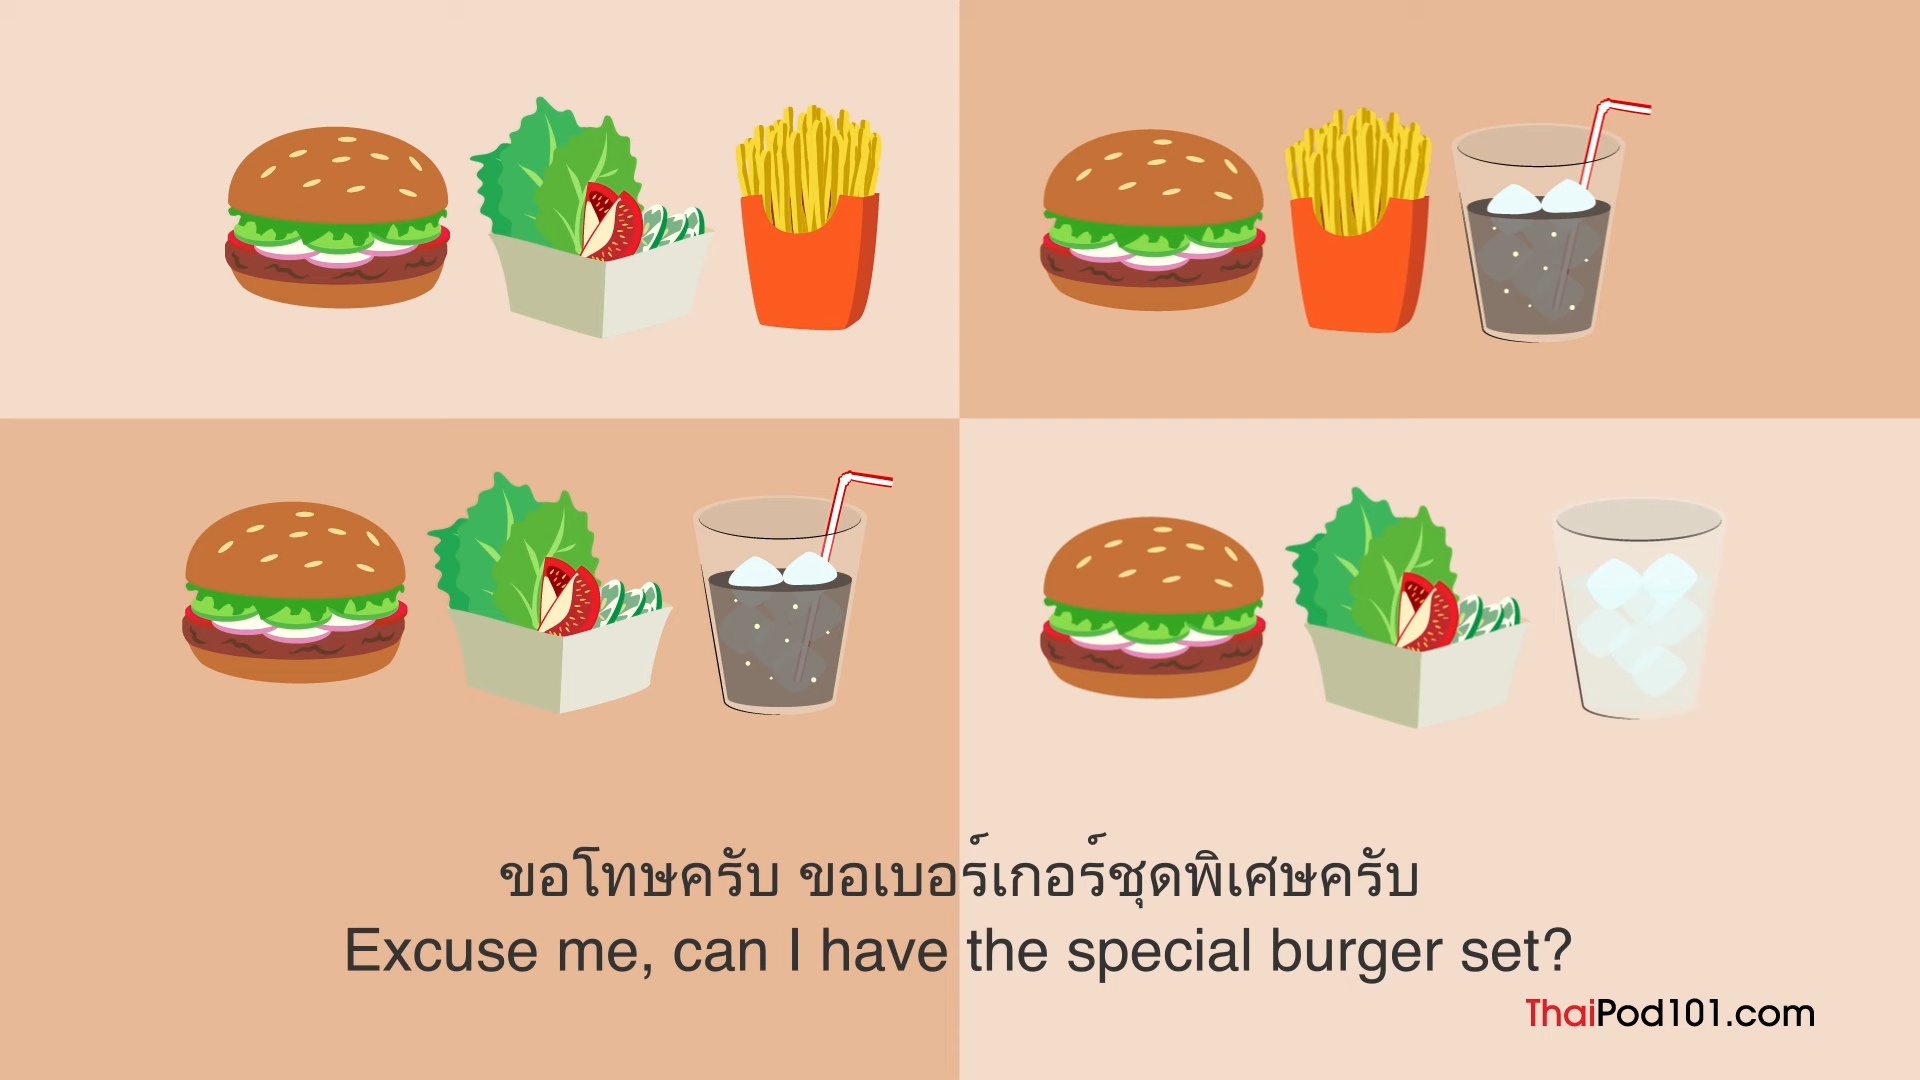 ขอโทษครับ ขอเบอร์เกอร์ชุดพิเศษครับ
Excuse me, can I have the special burger set?
ThaiPod101.com